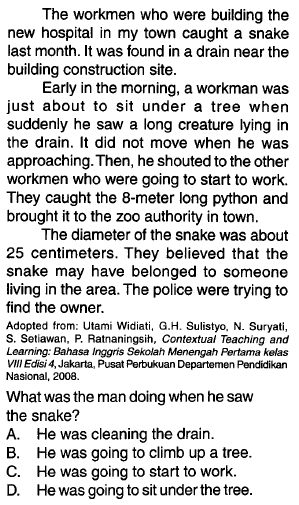 The workmen who were building the
new hospital in my town caught a snake
last month. It was found in a drain near the
building construction site.
Early in the morning, a workman was
just about to sit under a tree when
suddenly he saw a long creature lying in
the drain. It did not move when he was
approaching. Then, he shouted to the other
workmen who were going to start to work.
They caught the 8-meter long python and
brought it to the zoo authority in town.
The diameter of the snake was about
25 centimeters. They believed that the
snake may have belonged to someone
living in the area. The police were trying to
find the owner.
Adopted from: Utami Widiati, G.H. Sulistyo, N. Suryati,
S. Setiawan, P. Ratnaningsih, Contextual Teaching and
Learning: Bahasa Inggris Sekolah Menengah Pertama kelas
VIII Edisi 4, Jakarta, Pusat Perbukuan Departemen Pendidikan
Nasional, 2008.
What was the man doing when he saw
the snake?
A. He was cleaning the drain.
B. He was going to climb up a tree.
C. He was going to start to work.
D. He was going to sit under the tree.